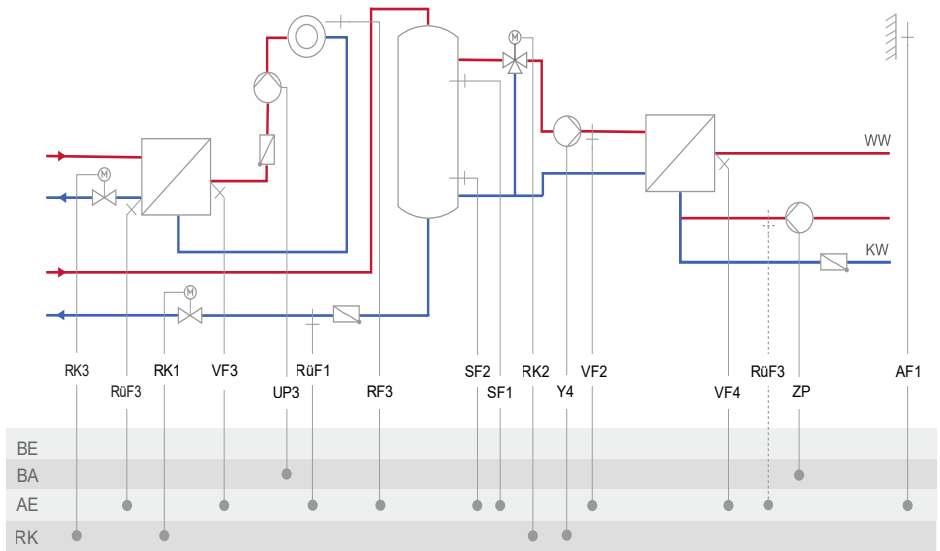 M
WW
M
KW
M
RK3 RK1 VF3 RüF1 SF2 RK2 VF2 RüF3 AF1
RüF3 UP3 RF3 SF1 Y4 VF4 ZP
BE
BA
AE
RK